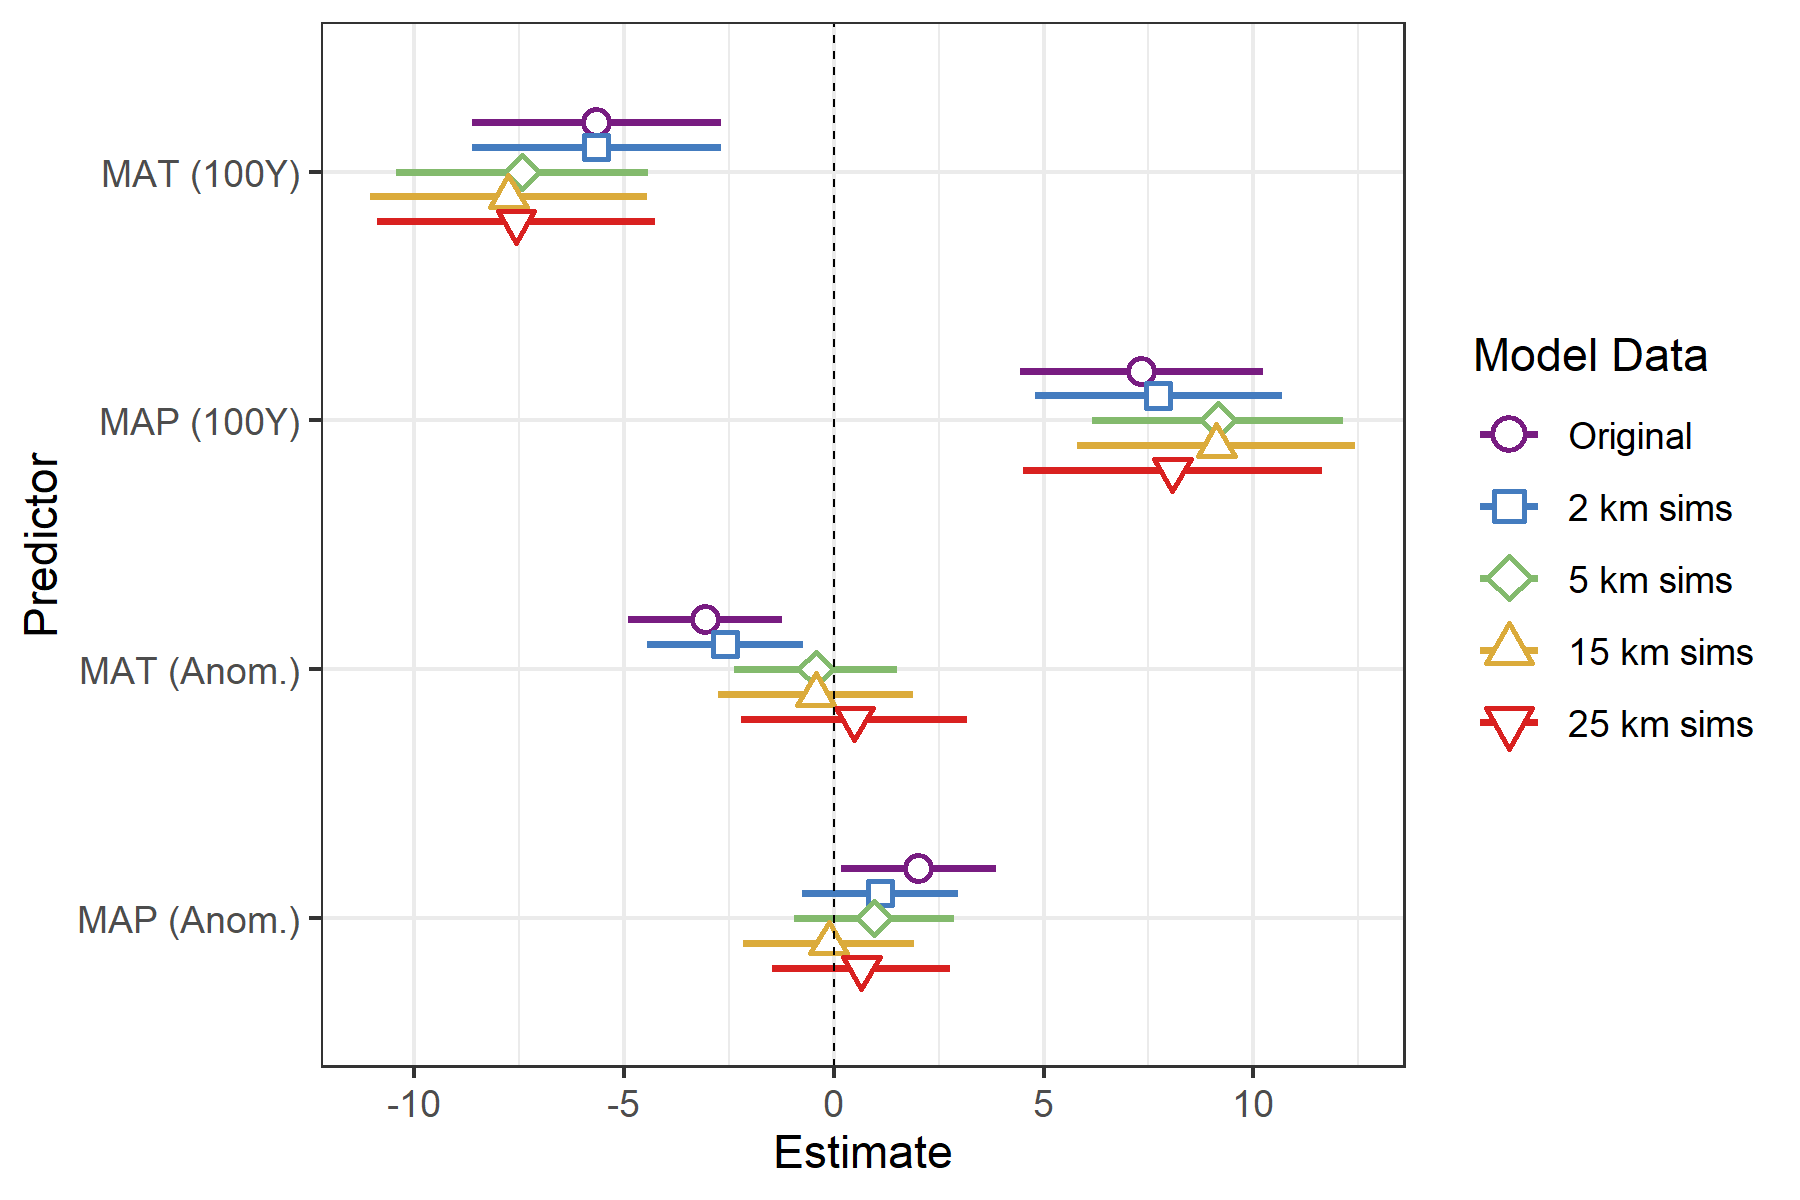 Predictor
MAT (100Y)
MAP (100Y)
MAT (Anom.)
MAP (Anom.)
-10
-5
0
5
10
Estimate
Model Data
Original
2 km sims
5 km sims
15 km sims
25 km sims